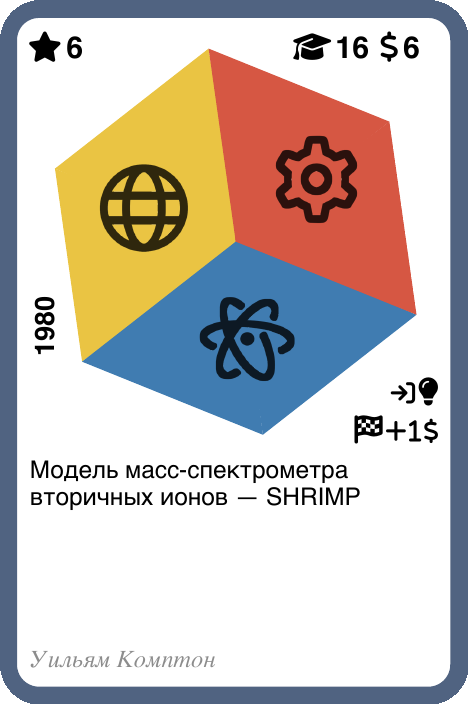 6
16 $6
1980
+1$
Модель масс-спектрометра
вторичных ионов — SHRIMP
Уильям Комптон